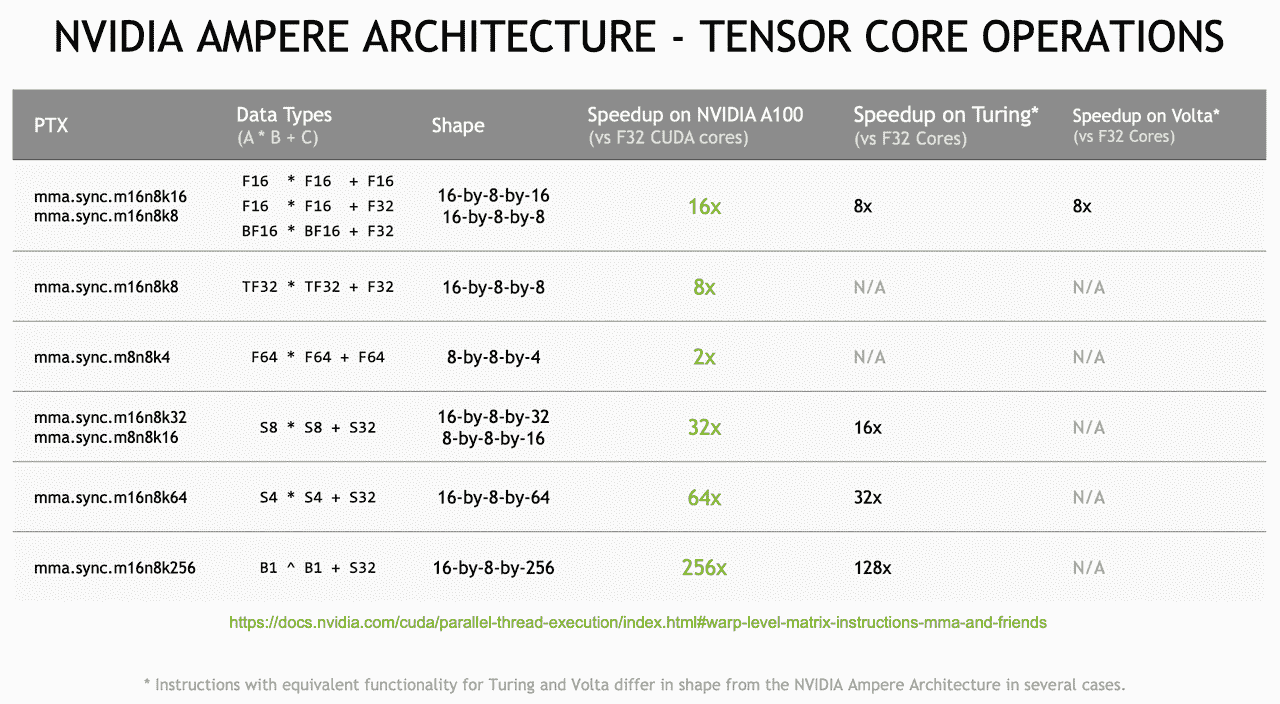 NVIDIA AMPERE ARCHITECTURE - TENSOR CORE OPERATIONS
PTX
Data Types
(A * B + C)
Shape
Speedup on NVIDIA A100
(vs F32 CUDA cores)
Speedup on Turing*
(vs F32 Cores)
Speedup on Volta*
(vs F32 Cores)
mma.sync.m16n8k16
mma.sync.m16n8k8
F16 * F16 + F16
F16 * F16 + F32
BF16 * BF16 + F32
16-by-8-by-16
16-by-8-by-8
16x
8x
8x
mma.sync.m16n8k8
TF32 * TF32 + F32
16-by-8-by-8
8x
N/A
N/A
mma.sync.m8n8k4
F64 * F64 + F64
8-by-8-by-4
2x
N/A
N/A
mma.sync.m16n8k32
mma.sync.m8n8k16
S8 * S8 + S32
16-by-8-by-32
8-by-8-by-16
32x
16x
N/A
mma.sync.m16n8k64
S4 * S4 + S32
16-by-8-by-64
64x
32x
N/A
mma.sync.m16n8k256
B1 ^ B1 + S32
16-by-8-by-256
256x
128x
N/A
https://docs.nvidia.com/cuda/parallel-thread-execution/index.html#warp-level-matrix-instructions-mma-and-friends
* Instructions with equivalent functionality for Turing and Volta differ in shape from the NVIDIA Ampere Architecture in several cases.